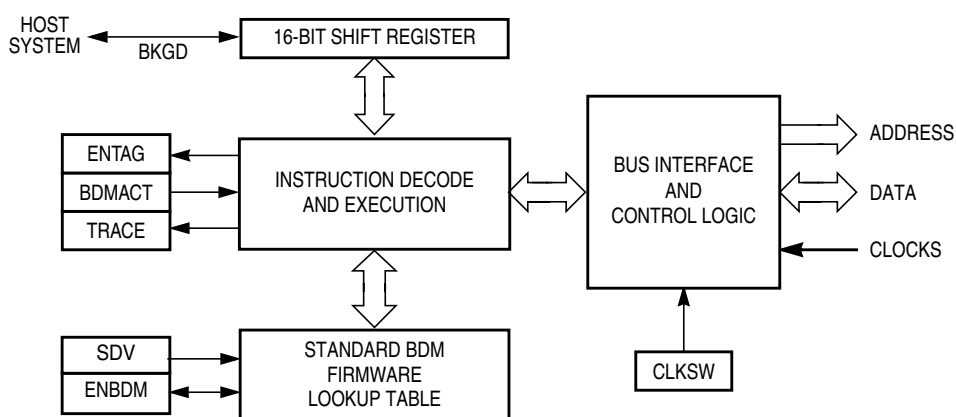 HOST
SYSTEM
BKGD
16-BIT SHIFT REGISTER
ENTAG
BDMACT
TRACE
INSTRUCTION DECODE
AND EXECUTION
BUS INTERFACE
AND
CONTROL LOGIC
ADDRESS
DATA
CLOCKS
SDV
ENBDM
STANDARD BDM
FIRMWARE
LOOKUP TABLE
CLKSW